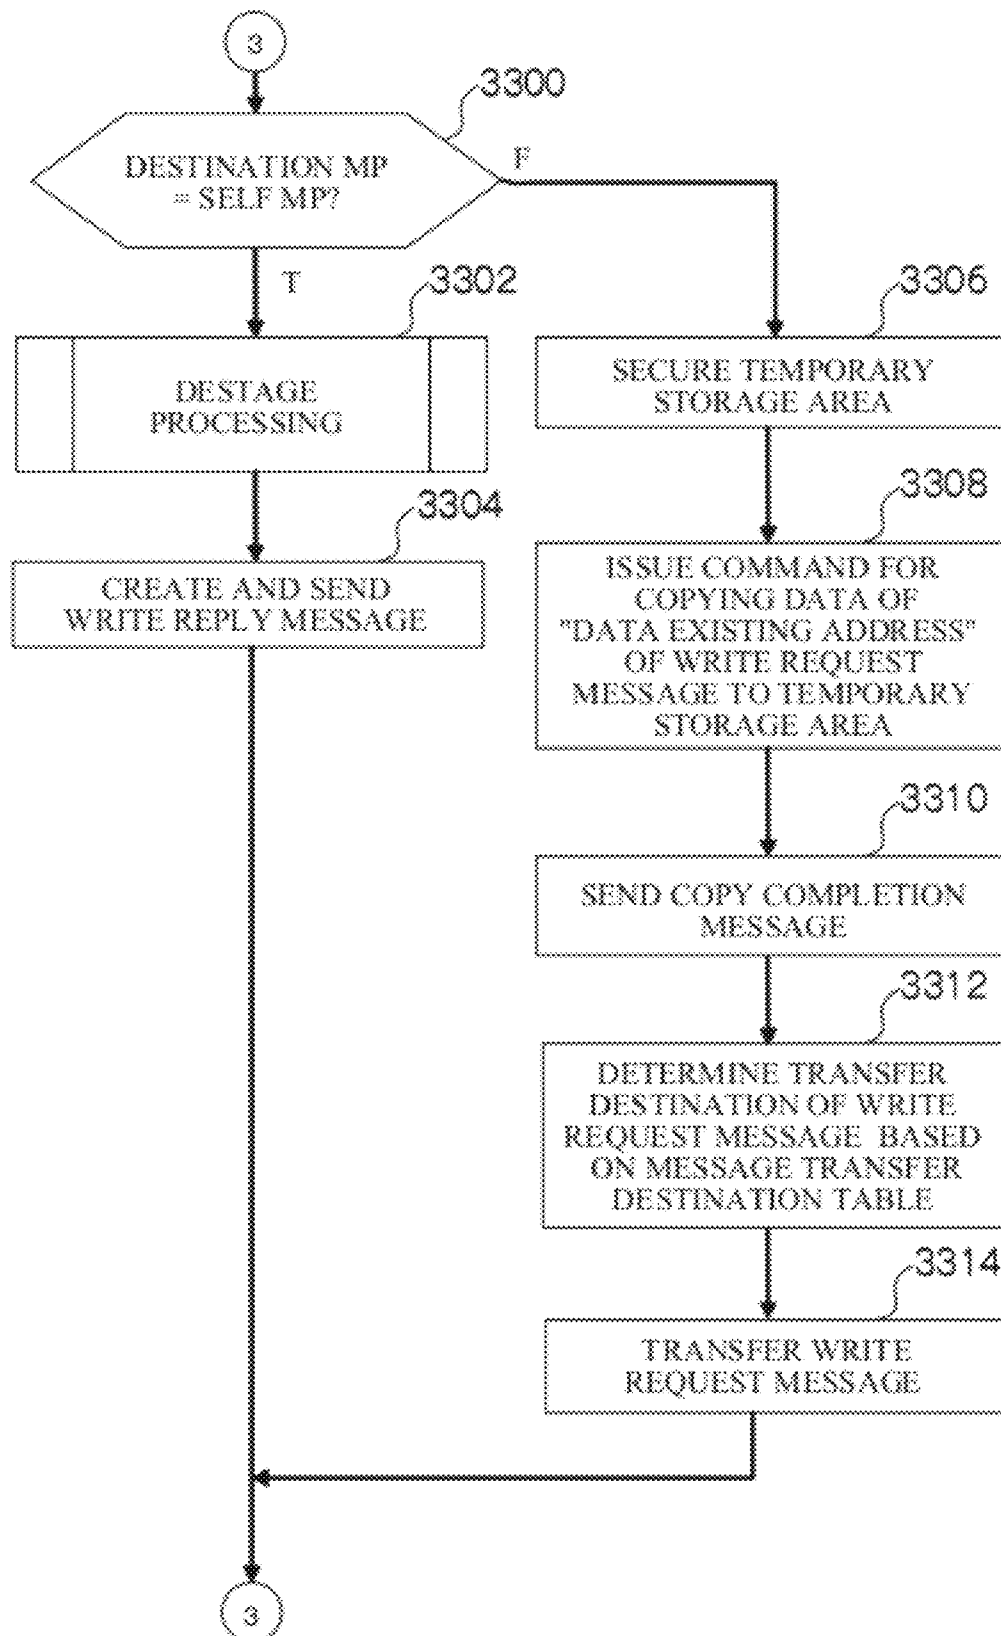 3
3300
DESTINATION MP
= SELF MP?
F
T
3302
DESTAGE
PROCESSING
3304
CREATE AND SEND
WRITE REPLY MESSAGE
3306
SECURE TEMPORARY
STORAGE AREA
3308
ISSUE COMMAND FOR
COPYING DATA OF
"DATA EXISTING ADDRESS"
OF WRITE REQUEST
MESSAGE TO TEMPORARY
STORAGE AREA
3310
SEND COPY COMPLETION
MESSAGE
3312
DETERMINE TRANSFER
DESTINATION OF WRITE
REQUEST MESSAGE BASED
ON MESSAGE TRANSFER
DESTINATION TABLE
3314
TRANSFER WRITE
REQUEST MESSAGE
3